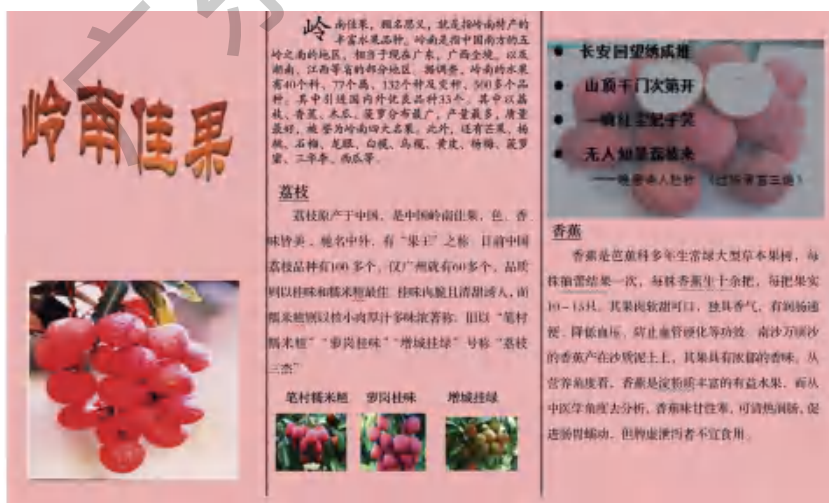 岭南佳果
岭南佳果，顾名思义，就是指岭南特产的
丰富水果品种。岭南是指中国南方的五
岭之南的地区，相当于现在广东、广西全境，以及
湖南、江西等省的部分地区。据调查，岭南的水果
有40个科、77个属、132个种及变种、500多个品
种。其中引进国内外优良品种33个。其中以荔
枝、香蕉、木瓜、菠萝分布最广，产量最多，质量
最好，被誉为岭南四大名果。此外，还有芒果、杨
桃、石榴、龙眼、白榄、乌榄、黄皮、杨梅、菠萝
蜜、三华李、西瓜等。
荔枝
荔枝原产于中国，是中国岭南佳果，色、香
味皆美，驰名中外，有“果王”之称。目前中国
荔枝品种有100多个，仅广州就有60多个，品质
则以桂味和糯米糍最佳。桂味肉脆且清甜诱人，而
糯米糍则以核小肉厚汁多味浓著称。旧以“笔村
糯米糍”“萝岗桂味”“增城挂绿”号称“荔枝
三杰”
笔村糯米糍 萝岗桂味 增城挂绿
长安回望绣成堆
山顶千门次第开
一骑红尘妃子笑
无人知是荔枝来
香蕉
香蕉是芭蕉科多年生常绿大型草本果树，每
株抽蕾结果一次，每株香蕉生十余把，每把果实
10-15只。其果肉软甜可口，独具香气，有润肠通
便、降低血压、防止血管硬化等功效。南沙万顷沙
的香蕉产在沙质泥土上，其果具有浓郁的香味。从
营养角度看，香蕉是淀粉质丰富的有益水果。而从
中医学角度去分析，香蕉味甘性寒，可清热润肠，促
进肠胃蠕动，但脾虚泄泻者不宜食用。